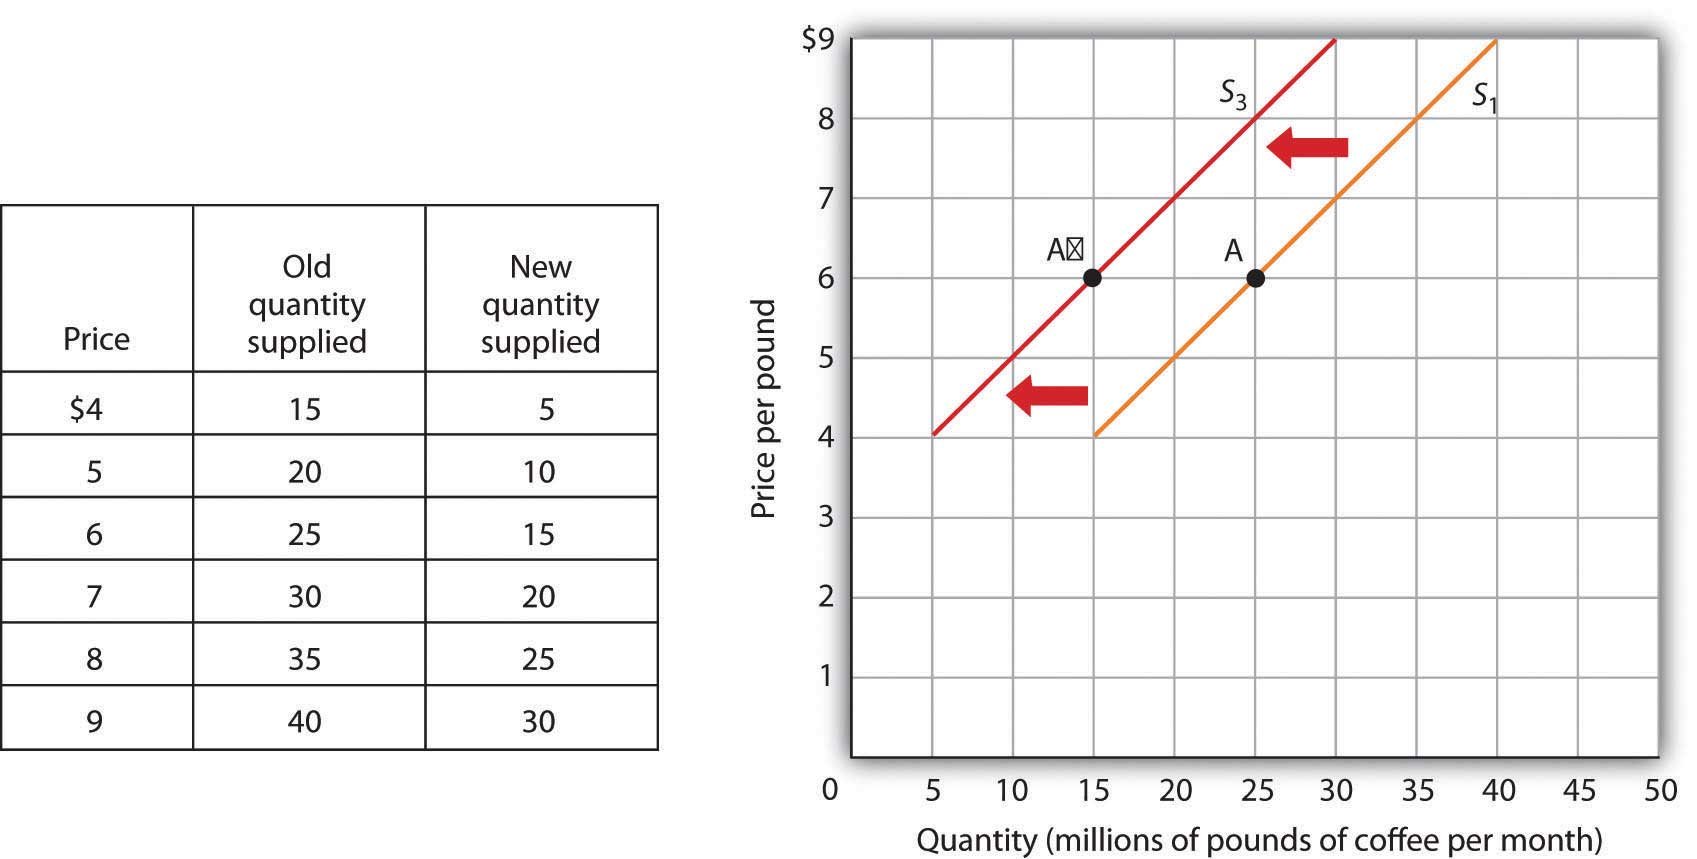 Price
Old
quantity
supplied
New
quantity
supplied
$4 15 5
5 20 10
6 25 15
7 30 20
8 35 25
9 40 30
$9
8
7
6
5
4
3
2
1
0 5 10 15 20 25 30 35 40 45 50
Price per pound
Quantity (millions of pounds of coffee per month)
S3
S1
A
A